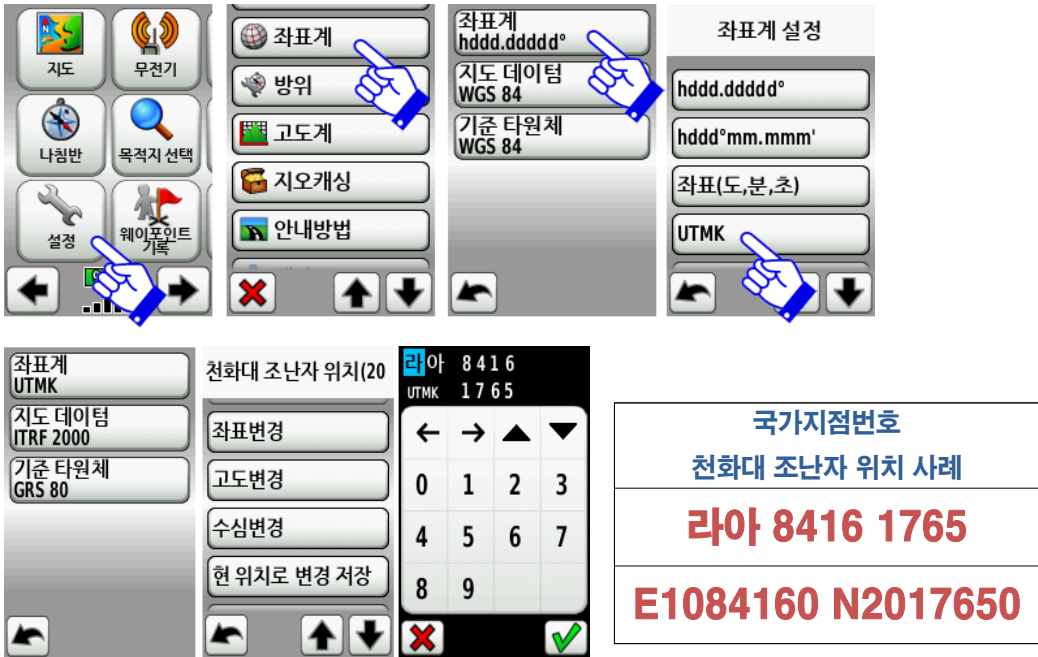 지도
무전기
나침반
목적지 선택
설정
웨이포인트
기록
좌표계
방위
고도계
지오캐싱
안내방법
좌표계
hddd.ddddd°
지도 데이텀
WGS 84
기준 타원체
WGS 84
좌표계 설정
hddd.ddddd°
hddd°mm.mmm'
좌표(도,분,초)
UTMK
좌표계
UTMK
지도 데이텀
ITRF 2000
기준 타원체
GRS 80
천화대 조난자 위치(20
좌표변경
고도변경
수심변경
현 위치로 변경 저장
라아 8416
UTMK 1765
0 1 2 3
4 5 6 7
8 9
국가지점번호
천화대 조난자 위치 사례
라아 8416 1765
E1084160 N2017650